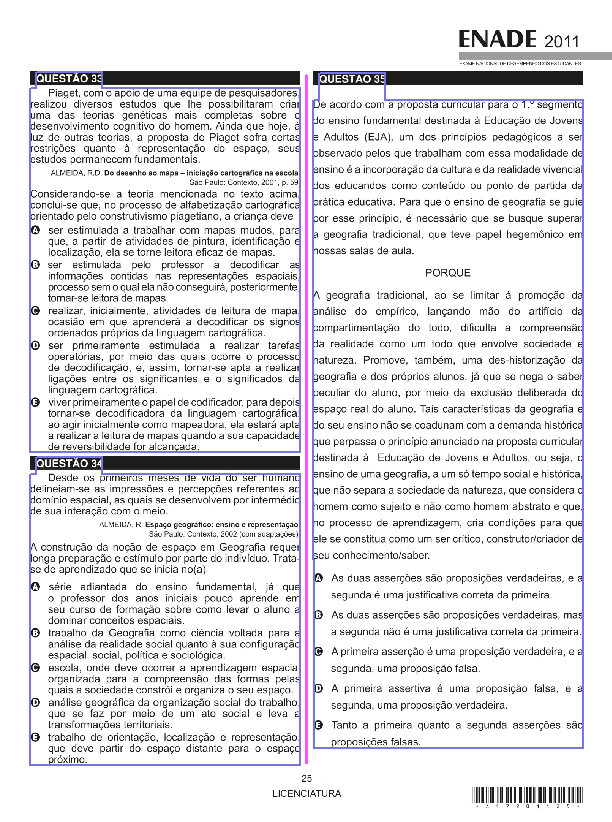 ENADE 2011
EXAME NACIONAL DE DESEMPENHO DOS ESTUDANTES
QUESTÃO 33
Piaget, com o apoio de uma equipe de pesquisadores,
realizou diversos estudos que lhe possibilitaram criar
uma das teorias genéticas mais completas sobre o
desenvolvimento cognitivo do homem. Ainda que hoje, à
luz de outras teorias, a proposta de Piaget sofra certas
restrições quanto à representação do espaço, seus
estudos permanecem fundamentais.
ALMEIDA, R.D. Do desenho ao mapa – iniciação cartográfica na escola.
São Paulo: Contexto, 2001, p. 59.
Considerando-se a teoria mencionada no texto acima,
conclui-se que, no processo de alfabetização cartográfica
orientado pelo construtivismo piagetiano, a criança deve
A ser estimulada a trabalhar com mapas mudos, para
que, a partir de atividades de pintura, identificação e
localização, ela se torne leitora eficaz de mapas.
B ser estimulada pelo professor a decodificar as
informações contidas nas representações espaciais,
processo sem o qual ela não conseguirá, posteriormente,
tornar-se leitora de mapas.
C realizar, inicialmente, atividades de leitura de mapa,
ocasião em que aprenderá a decodificar os signos
ordenados próprios da linguagem cartográfica.
D ser primeiramente estimulada a realizar tarefas
operatórias, por meio das quais ocorre o processo
de decodificação, e, assim, tornar-se apta a realizar
ligações entre os significantes e o significados da
linguagem cartográfica.
E viver primeiramente o papel de codificador, para depois
tornar-se decodificadora da linguagem cartográfica;
ao agir inicialmente como mapeadora, ela estará apta
a realizar a leitura de mapas quando a sua capacidade
de reversibilidade for alcançada.
QUESTÃO 34
Desde os primeiros meses de vida do ser humano
delineiam-se as impressões e percepções referentes ao
domínio espacial, as quais se desenvolvem por intermédio
de sua interação com o meio.
ALMEIDA, R. Espaço geográfico: ensino e representação.
São Paulo: Contexto, 2002 (com adaptações).
A construção da noção de espaço em Geografia requer
longa preparação e estímulo por parte do indivíduo. Trata-
se de aprendizado que se inicia no(a)
A série adiantada do ensino fundamental, já que
o professor dos anos iniciais pouco aprende em
seu curso de formação sobre como levar o aluno a
dominar conceitos espaciais.
B trabalho da Geografia como ciência voltada para a
análise da realidade social quanto à sua configuração
espacial, social, política e sociológica.
C escola, onde deve ocorrer a aprendizagem espacial
organizada para a compreensão das formas pelas
quais a sociedade constrói e organiza o seu espaço.
D análise geográfica da organização social do trabalho,
que se faz por meio de um ato social e leva a
transformações territoriais.
E trabalho de orientação, localização e representação,
que deve partir do espaço distante para o espaço
próximo.
QUESTÃO 35
De acordo com a proposta curricular para o 1.º segmento
do ensino fundamental destinada à Educação de Jovens
e Adultos (EJA), um dos princípios pedagógicos a ser
observado pelos que trabalham com essa modalidade de
ensino é a incorporação da cultura e da realidade vivencial
dos educandos como conteúdo ou ponto de partida da
prática educativa. Para que o ensino de geografia se guie
por esse princípio, é necessário que se busque superar
a geografia tradicional, que teve papel hegemônico em
nossas salas de aula.
PORQUE
A geografia tradicional, ao se limitar à promoção da
análise do empírico, lançando mão do artifício da
compartimentação do todo, dificulta a compreensão
da realidade como um todo que envolve sociedade e
natureza. Promove, também, uma des-historização da
geografia e dos próprios alunos, já que se nega o saber
peculiar do aluno, por meio da exclusão deliberada do
espaço real do aluno. Tais características da geografia e
do seu ensino não se coadunam com a demanda histórica
que perpassa o princípio anunciado na proposta curricular
destinada à Educação de Jovens e Adultos, ou seja, o
ensino de uma geografia, a um só tempo social e histórica,
que não separa a sociedade da natureza, que considera o
homem como sujeito e não como homem abstrato e que,
no processo de aprendizagem, cria condições para que
ele se constitua como um ser crítico, construtor/criador de
seu conhecimento/saber.
A As duas asserções são proposições verdadeiras, e a
segunda é uma justificativa correta da primeira.
B As duas asserções são proposições verdadeiras, mas
a segunda não é uma justificativa correta da primeira.
C A primeira asserção é uma proposição verdadeira, e a
segunda, uma proposição falsa.
D A primeira assertiva é uma proposição falsa, e a
segunda, uma proposição verdadeira.
E Tanto a primeira quanto a segunda asserções são
proposições falsas.
25
LICENCIATURA